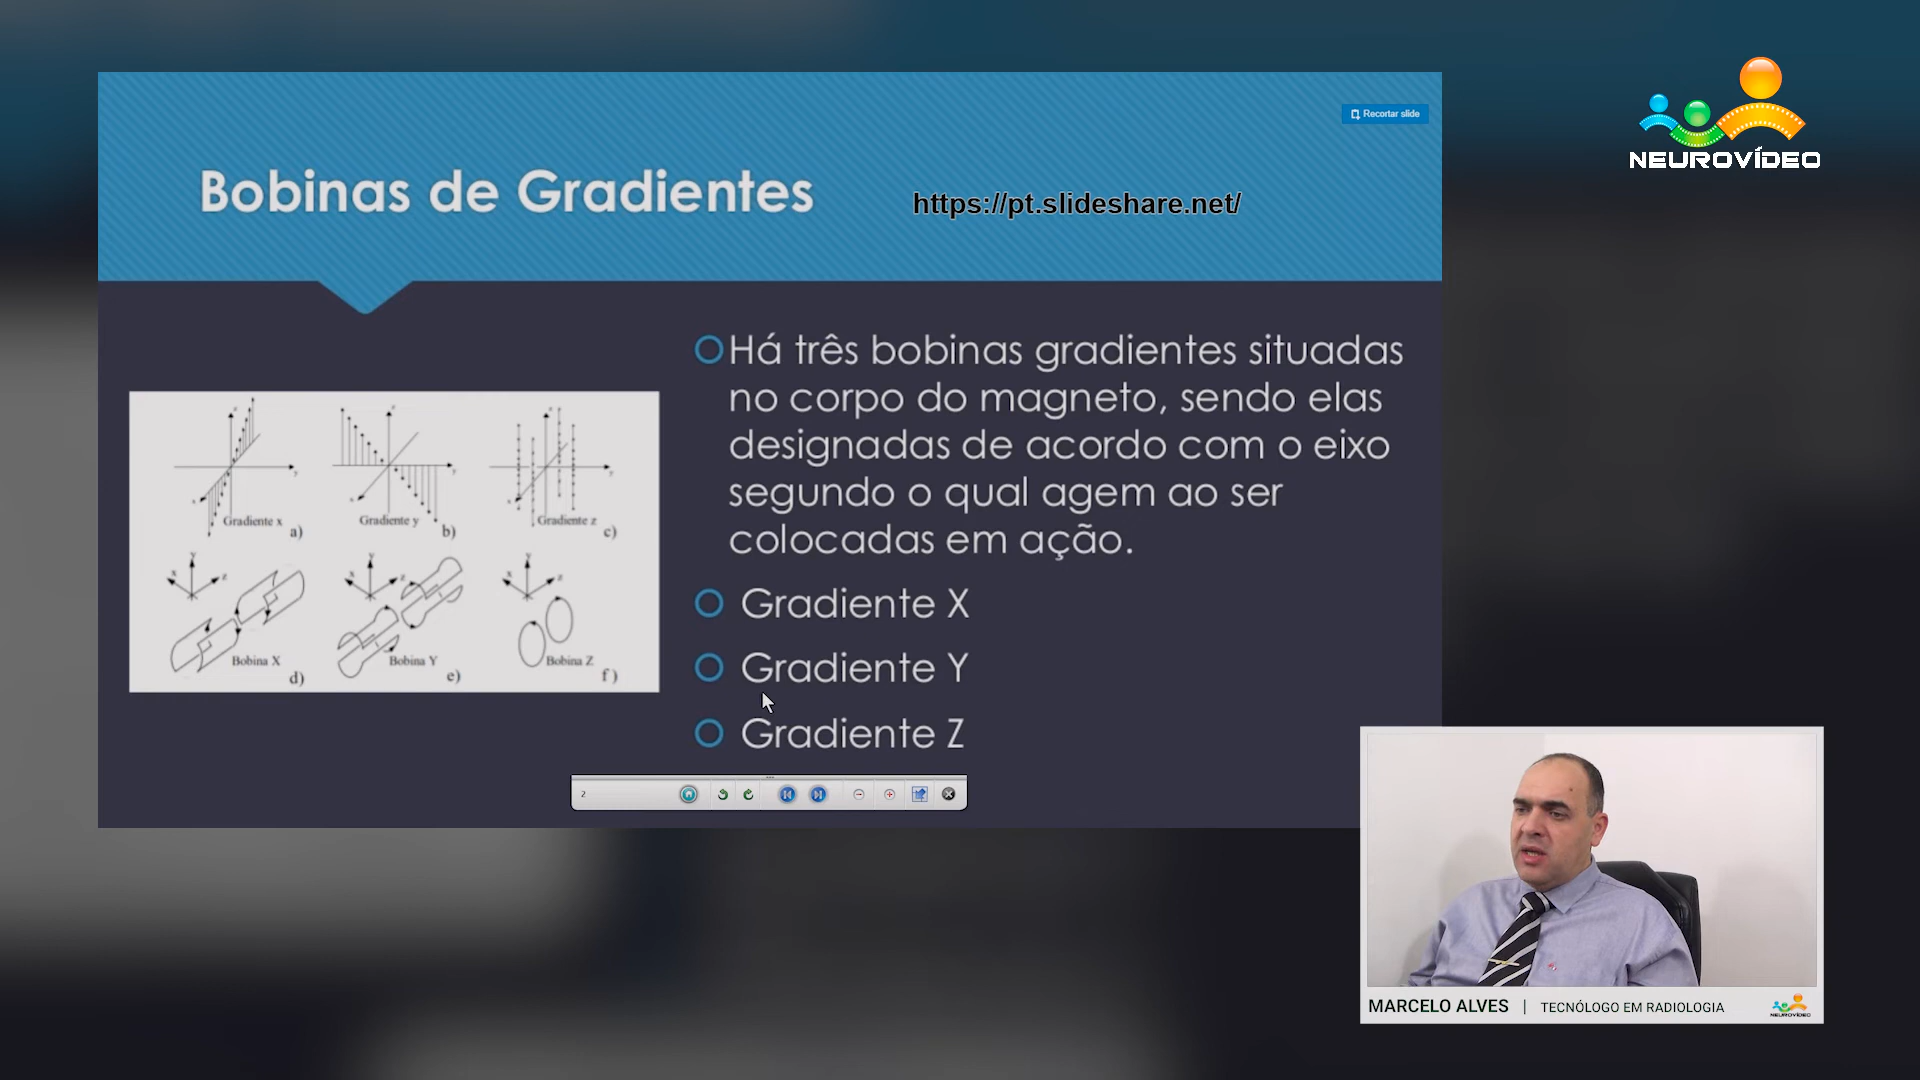 Recortar slide
NEUROVÍDEO
Bobinas de Gradientes
https://pt.slideshare.net/
Há três bobinas gradientes situadas
no corpo do magneto, sendo elas
designadas de acordo com o eixo
segundo o qual agem ao ser
colocadas em ação.
Gradiente X
Gradiente Y
Gradiente Z
Gradiente x
a)
Gradiente y
b)
Gradiente z
c)
Bobina X
d)
Bobina Y
e)
Bobina Z
f)
2
MARCELO ALVES | TECNÓLOGO EM RADIOLOGIA
NEUROVÍDEO